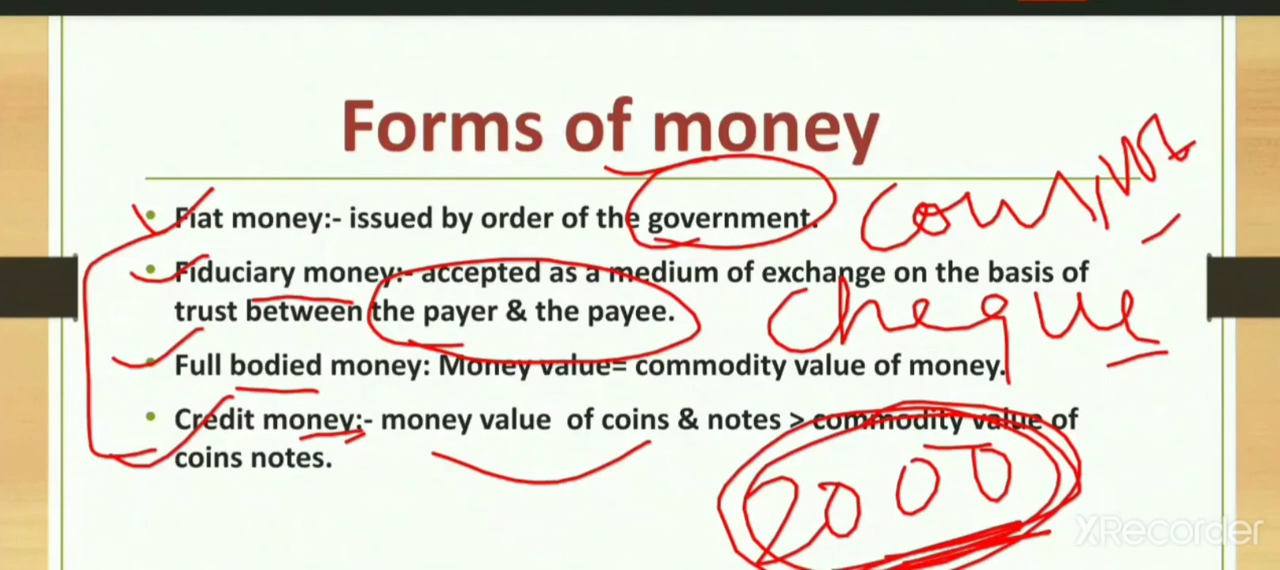 Forms of money
• Fiat money:- issued by order of the government.
• Fiduciary money:- accepted as a medium of exchange on the basis of
trust between the payer & the payee.
• Full bodied money: Money value= commodity value of money.
• Credit money:- money value of coins & notes > commodity value of
coins notes.
cheque
2000
XRecorder